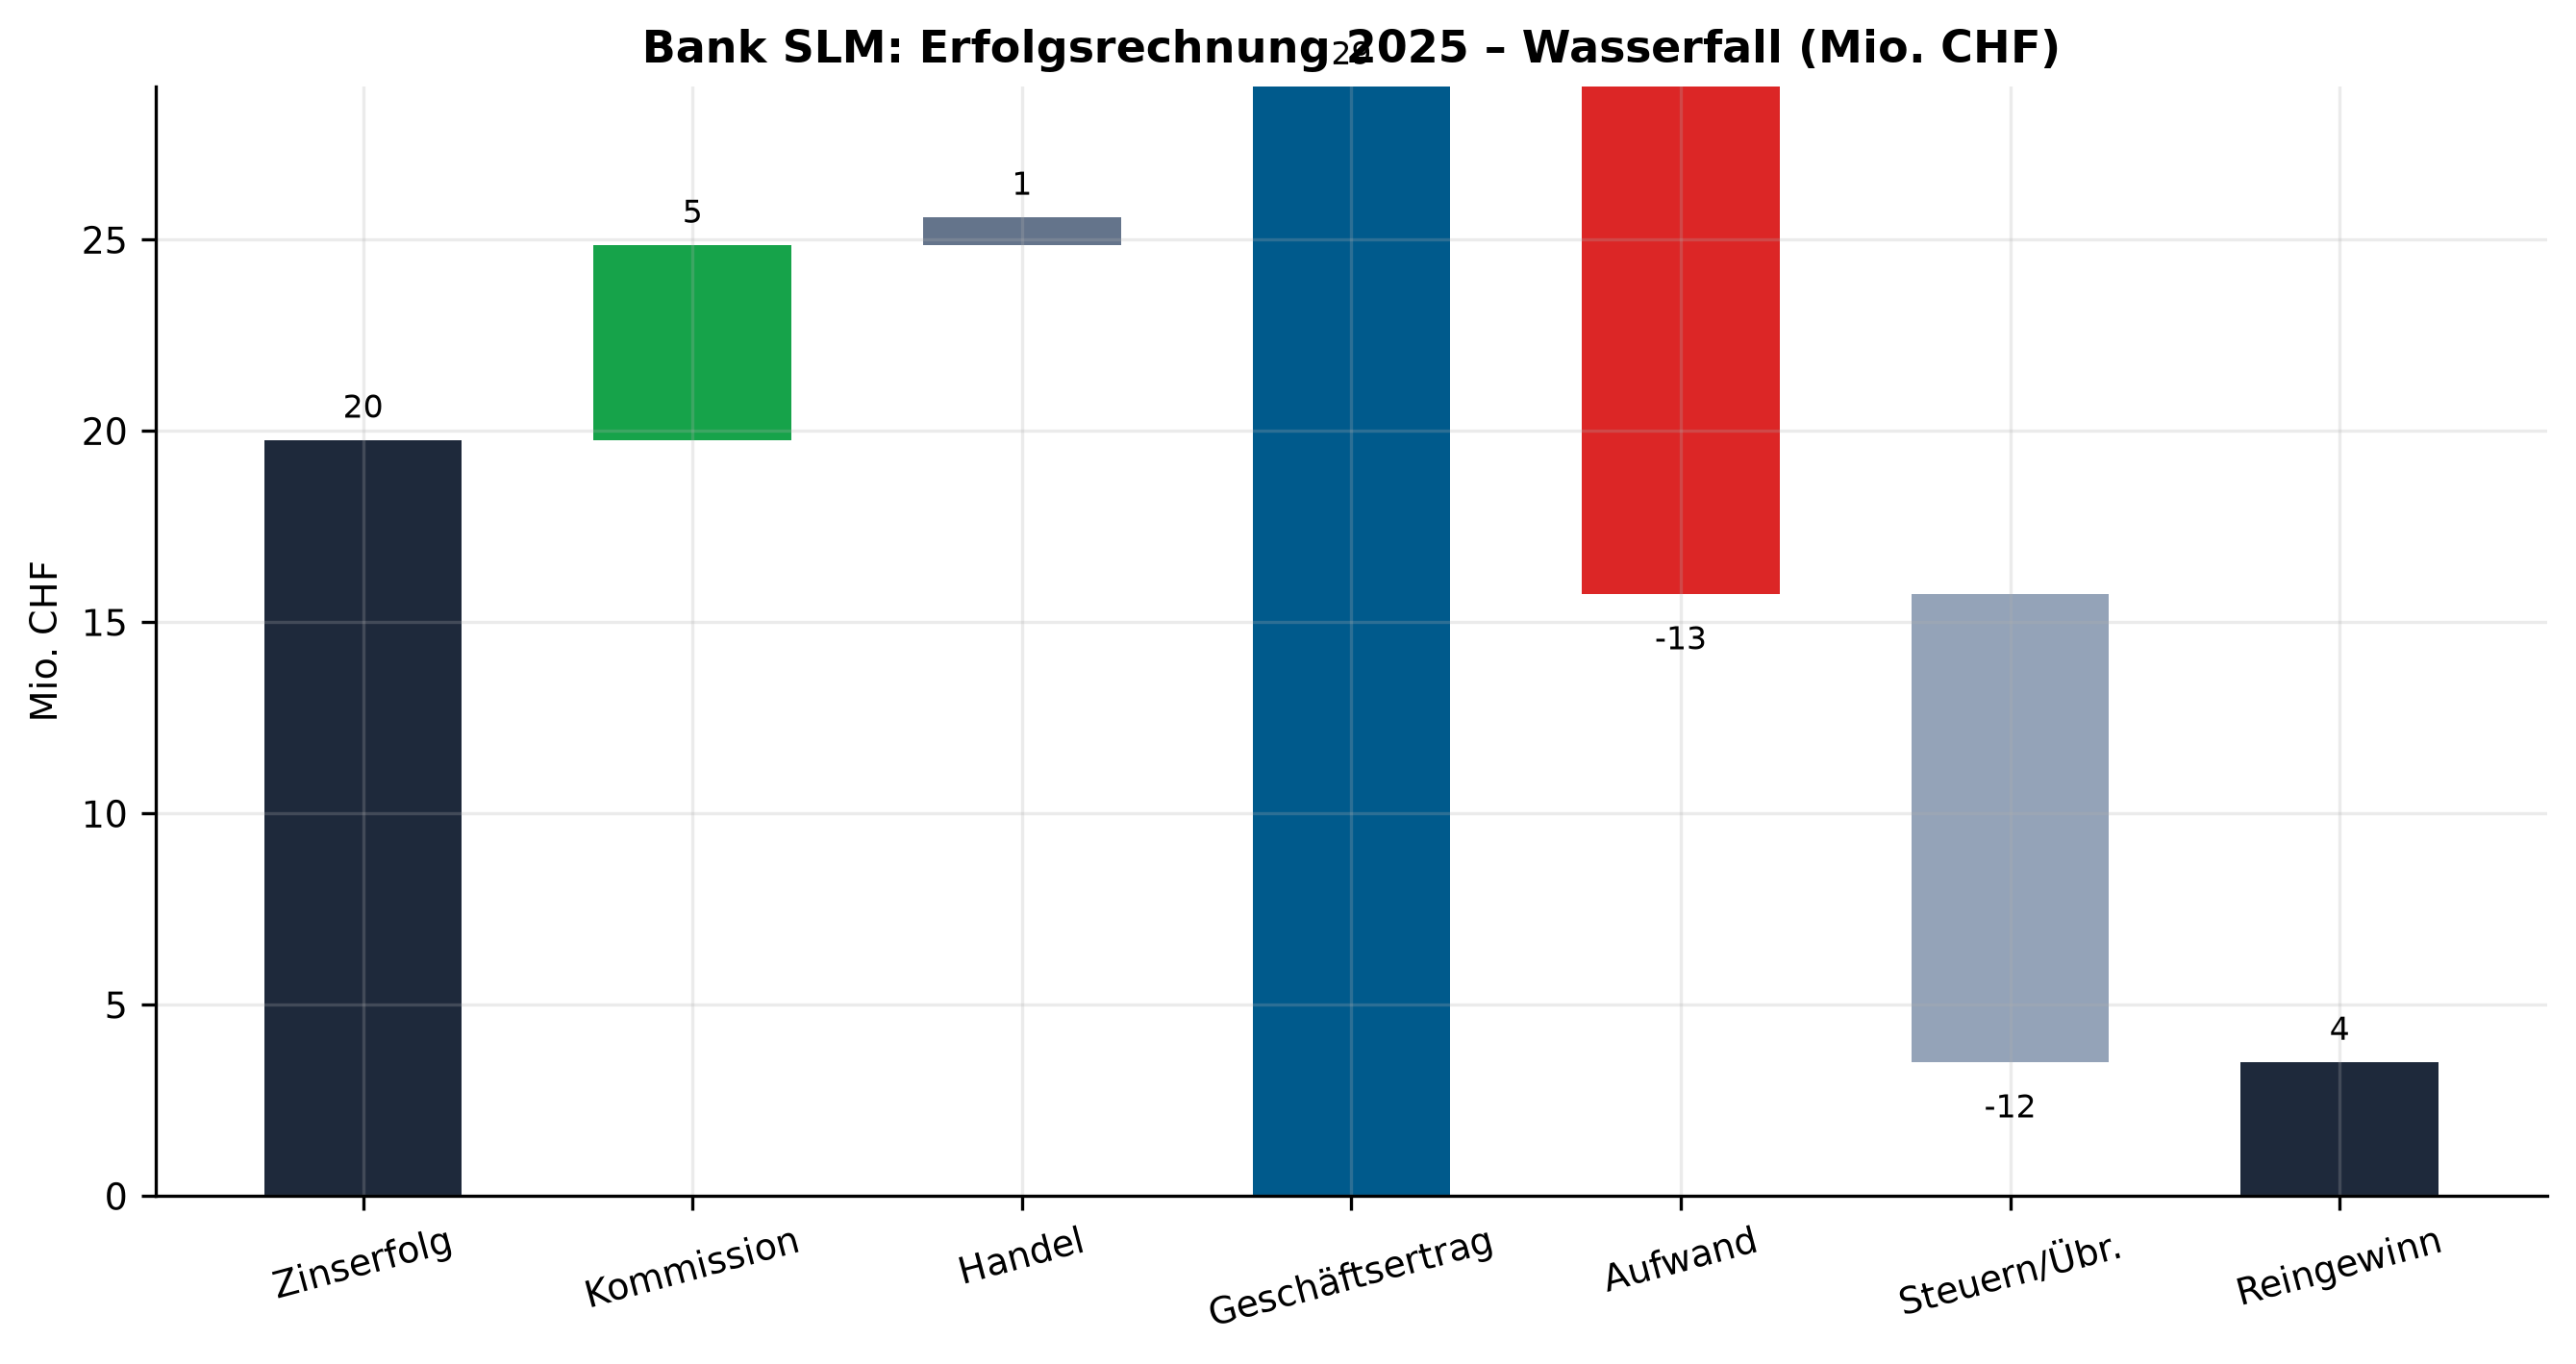 Bank SLM: Erfolgsrechnung 2025 – Wasserfall (Mio. CHF)
Mio. CHF
25
20
15
10
5
0
20
5
1
-13
-12
4
Zinserfolg
Kommission
Handel
Geschäftsertrag
Aufwand
Steuern/Übr.
Reingewinn